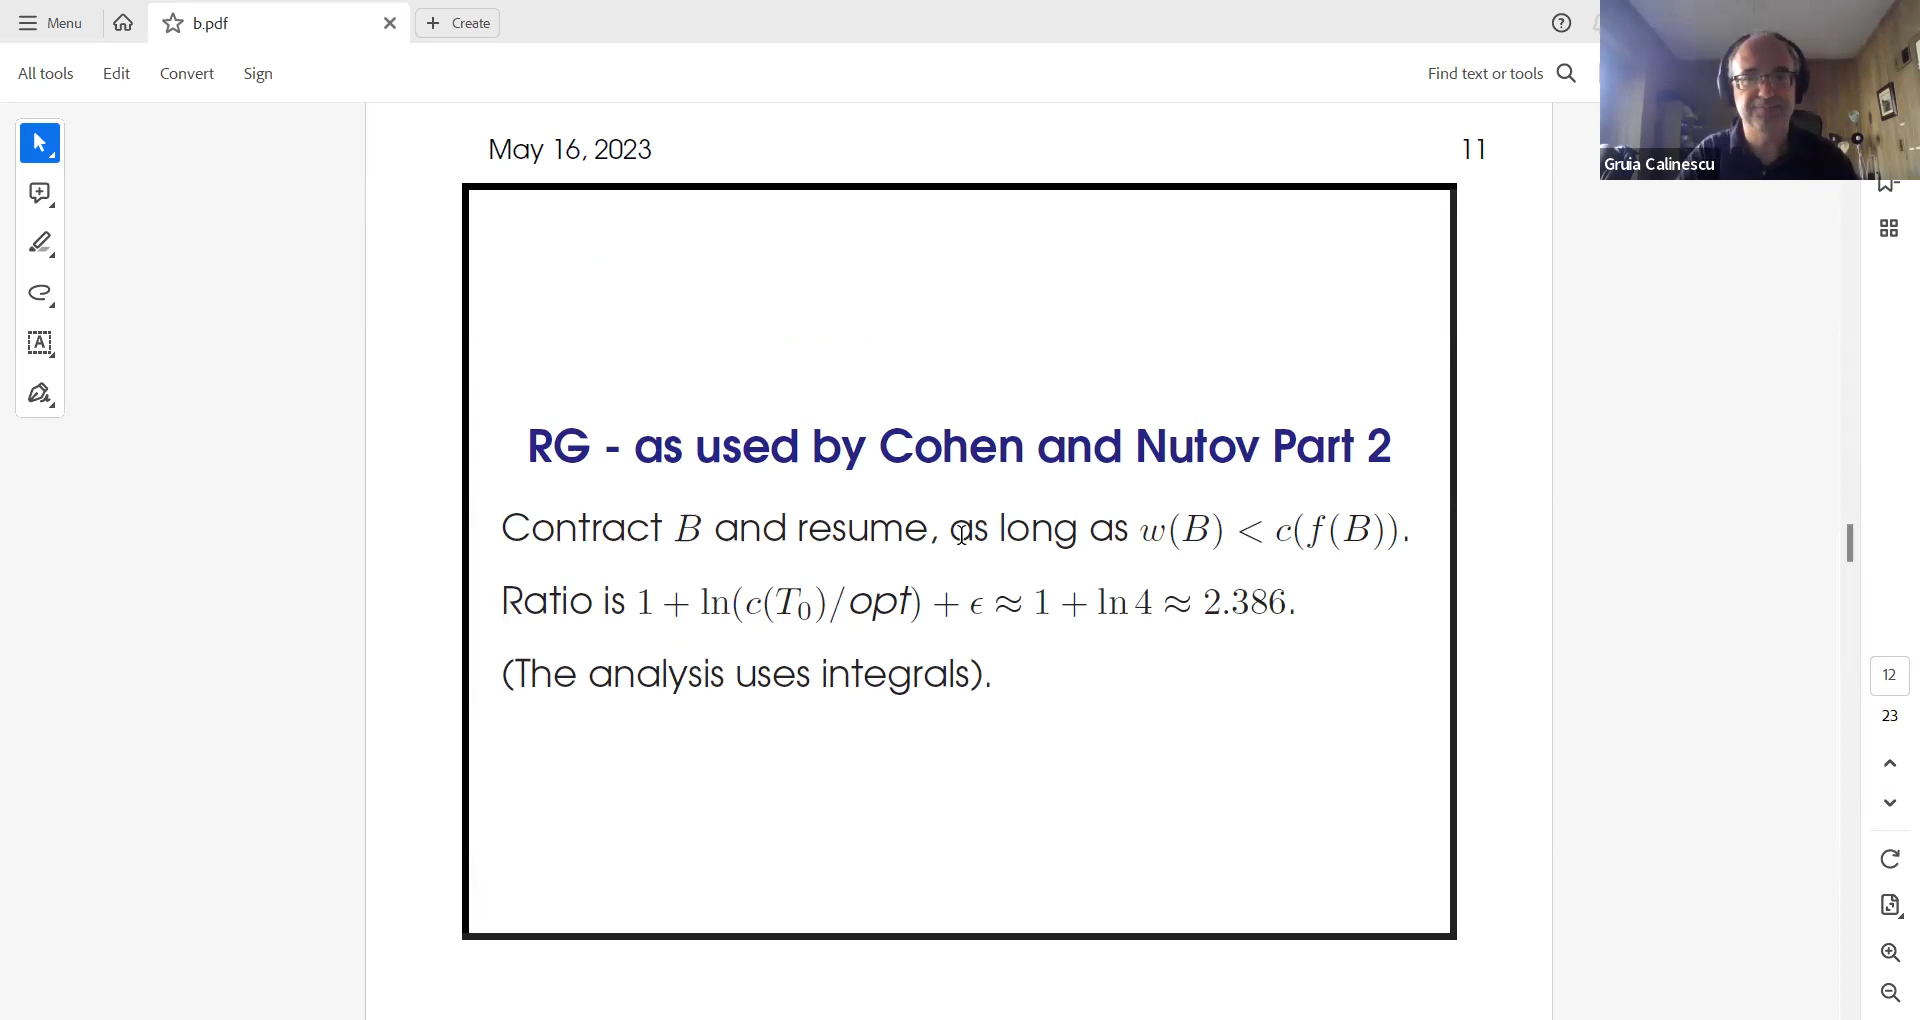 Menu
b.pdf
Create
All tools
Edit
Convert
Sign
Find text or tools
Gruia Calinescu
May 16, 2023
11
RG - as used by Cohen and Nutov Part 2
Contract B and resume, as long as w(B) < c(f(B)).
Ratio is 1 + ln(c(T₀)/opt) + ϵ ≈ 1 + ln 4 ≈ 2.386.
(The analysis uses integrals).
12
23